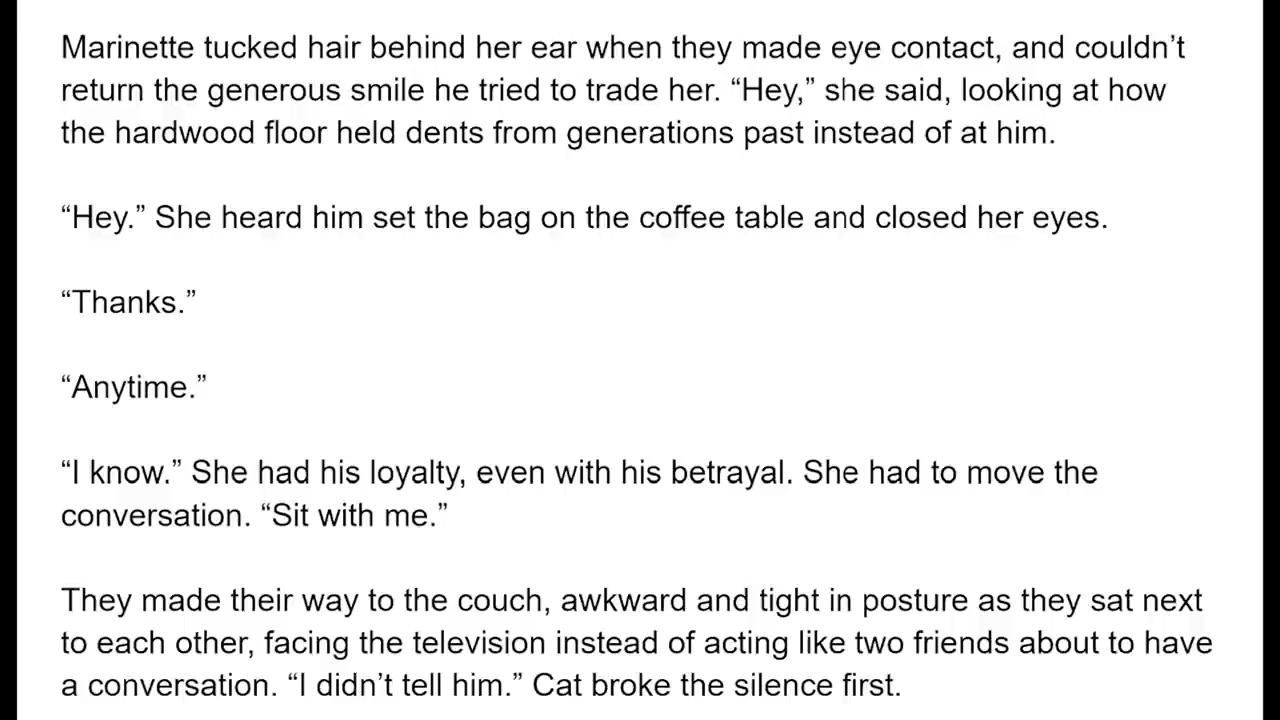 Marinette tucked hair behind her ear when they made eye contact, and couldn’t
return the generous smile he tried to trade her. “Hey,” she said, looking at how
the hardwood floor held dents from generations past instead of at him.
“Hey.” She heard him set the bag on the coffee table and closed her eyes.
“Thanks.”
“Anytime.”
“I know.” She had his loyalty, even with his betrayal. She had to move the
conversation. “Sit with me.”
They made their way to the couch, awkward and tight in posture as they sat next
to each other, facing the television instead of acting like two friends about to have
a conversation. “I didn’t tell him.” Cat broke the silence first.